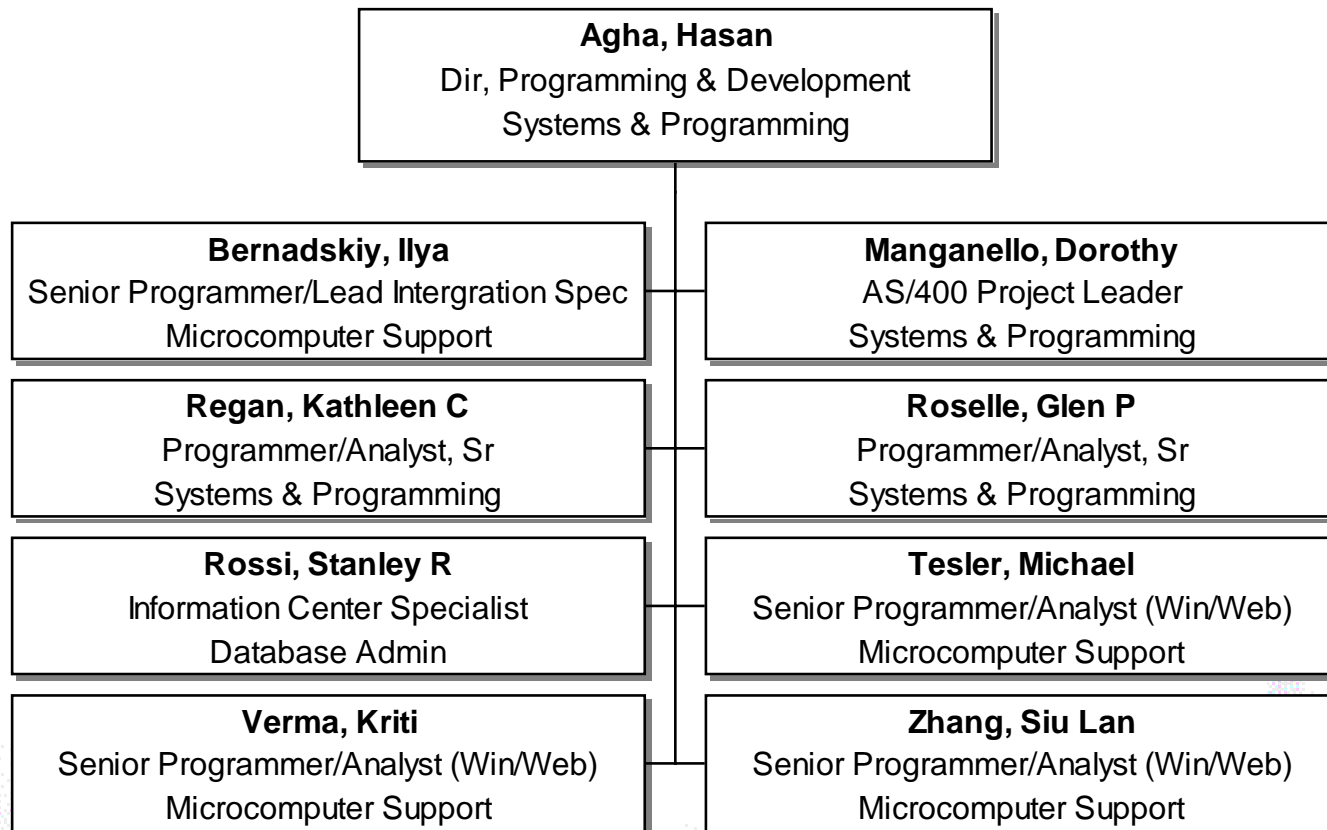 Agha, Hasan
Dir, Programming & Development
Systems & Programming
Bernadskiy, Ilya
Senior Programmer/Lead Intergration Spec
Microcomputer Support
Manganello, Dorothy
AS/400 Project Leader
Systems & Programming
Regan, Kathleen C
Programmer/Analyst, Sr
Systems & Programming
Roselle, Glen P
Programmer/Analyst, Sr
Systems & Programming
Rossi, Stanley R
Information Center Specialist
Database Admin
Tesler, Michael
Senior Programmer/Analyst (Win/Web)
Microcomputer Support
Verma, Kriti
Senior Programmer/Analyst (Win/Web)
Microcomputer Support
Zhang, Siu Lan
Senior Programmer/Analyst (Win/Web)
Microcomputer Support